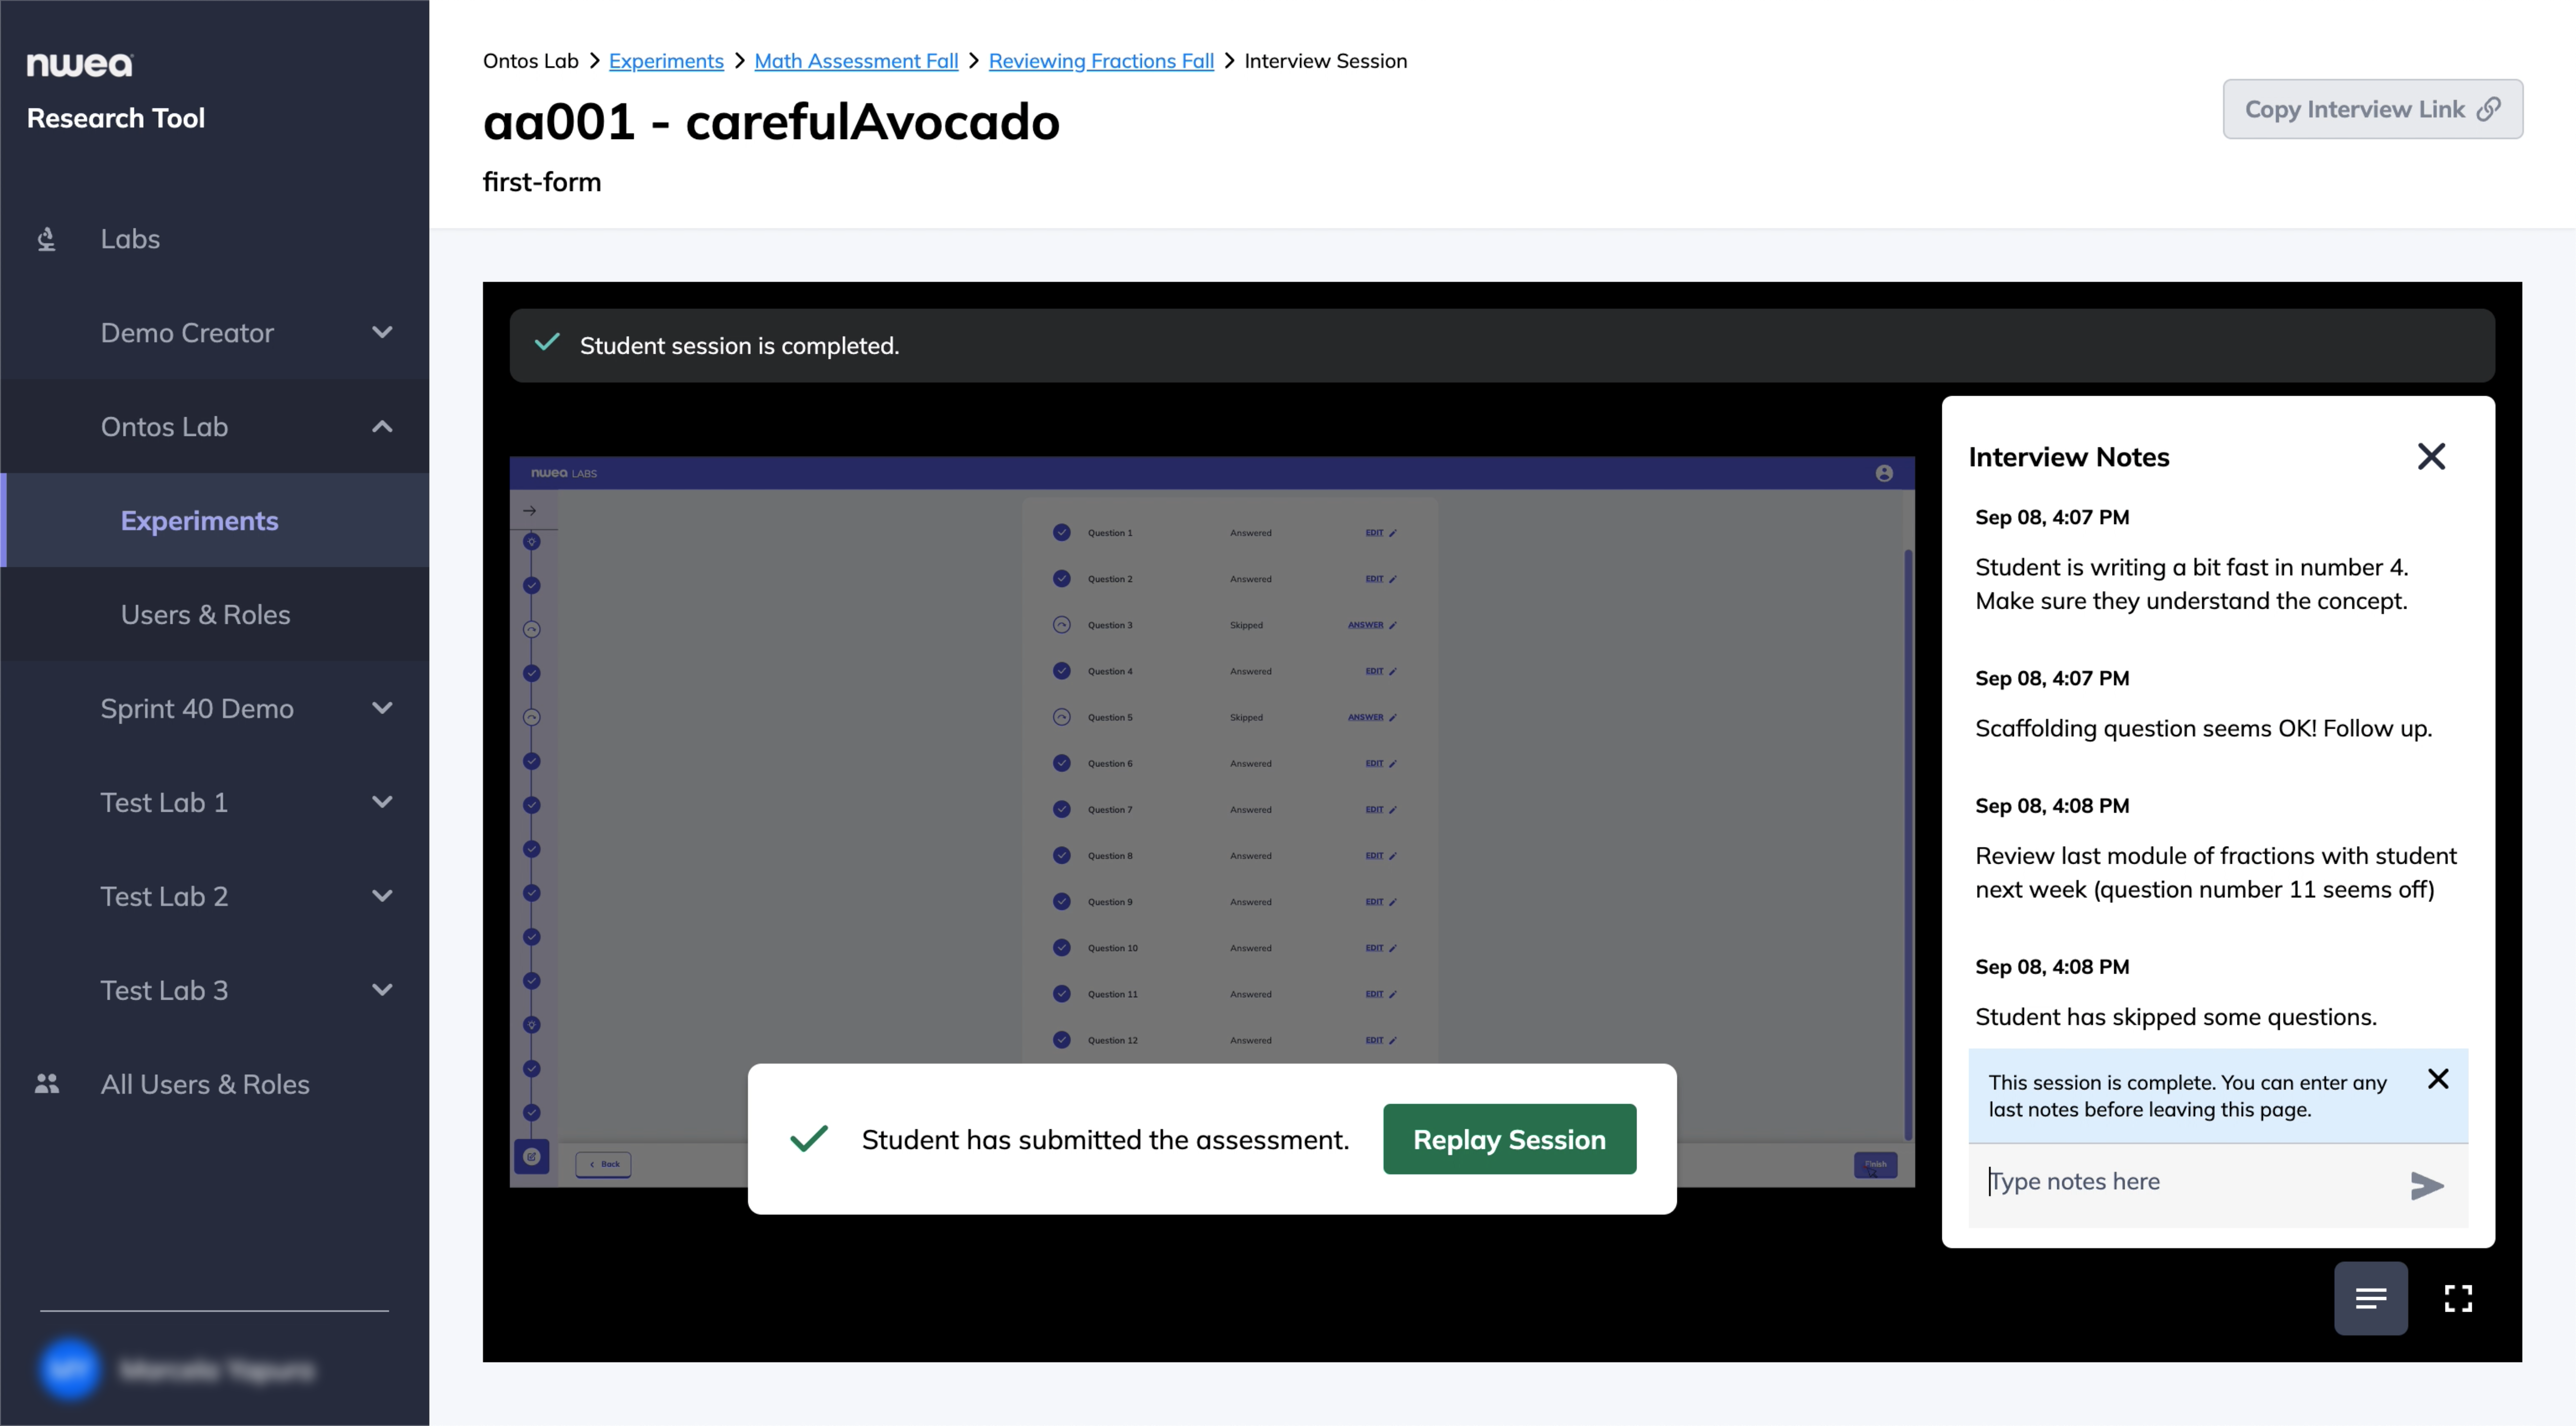 nwea
Research Tool
Labs
Demo Creator
Ontos Lab
Experiments
Users & Roles
Sprint 40 Demo
Test Lab 1
Test Lab 2
Test Lab 3
All Users & Roles
Ontos Lab > Experiments > Math Assessment Fall > Reviewing Fractions Fall > Interview Session
aa001 - carefulAvocado
first-form
Copy Interview Link
Student session is completed.
nwea LABS
Question 1 Answered EDIT
Question 2 Answered EDIT
Question 3 Skipped ANSWER
Question 4 Answered EDIT
Question 5 Skipped ANSWER
Question 6 Answered EDIT
Question 7 Answered EDIT
Question 8 Answered EDIT
Question 9 Answered EDIT
Question 10 Answered EDIT
Question 11 Answered EDIT
Question 12 Answered EDIT
Back
Finish
Student has submitted the assessment.
Replay Session
Interview Notes
Sep 08, 4:07 PM
Student is writing a bit fast in number 4.
Make sure they understand the concept.
Sep 08, 4:07 PM
Scaffolding question seems OK! Follow up.
Sep 08, 4:08 PM
Review last module of fractions with student
next week (question number 11 seems off)
Sep 08, 4:08 PM
Student has skipped some questions.
This session is complete. You can enter any
last notes before leaving this page.
Type notes here